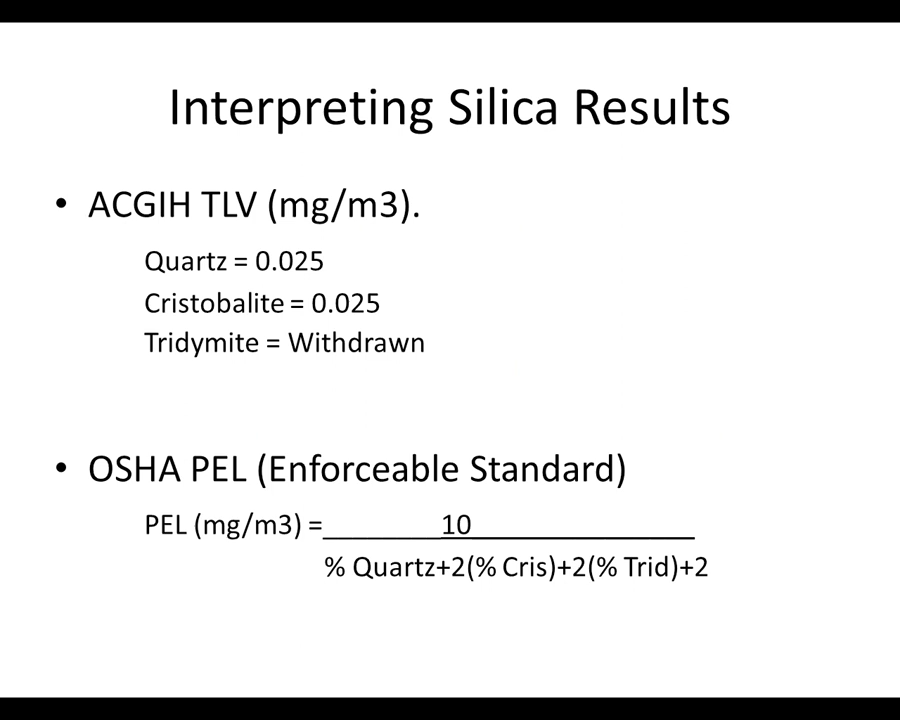 Interpreting Silica Results
• ACGIH TLV (mg/m3).
Quartz = 0.025
Cristobalite = 0.025
Tridymite = Withdrawn
• OSHA PEL (Enforceable Standard)
PEL (mg/m3) = 10
% Quartz+2(% Cris)+2(% Trid)+2